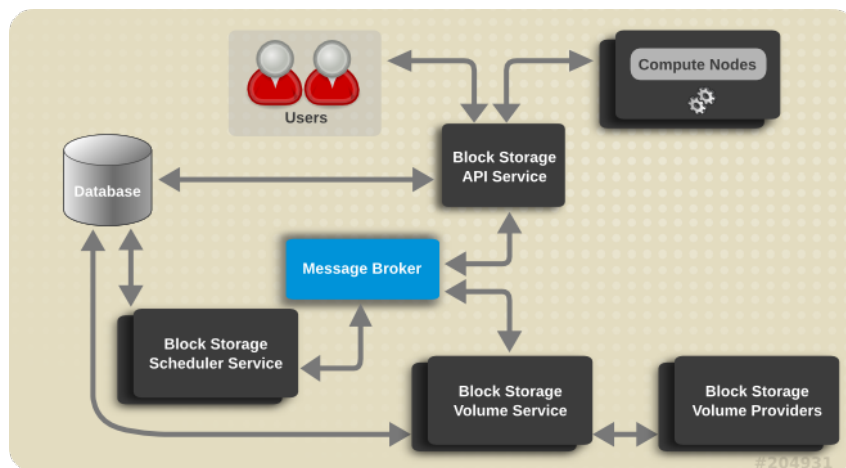 Compute Nodes
Users
Block Storage
API Service
Database
Message Broker
Block Storage
Scheduler Service
Block Storage
Volume Service
Block Storage
Volume Providers
#204931